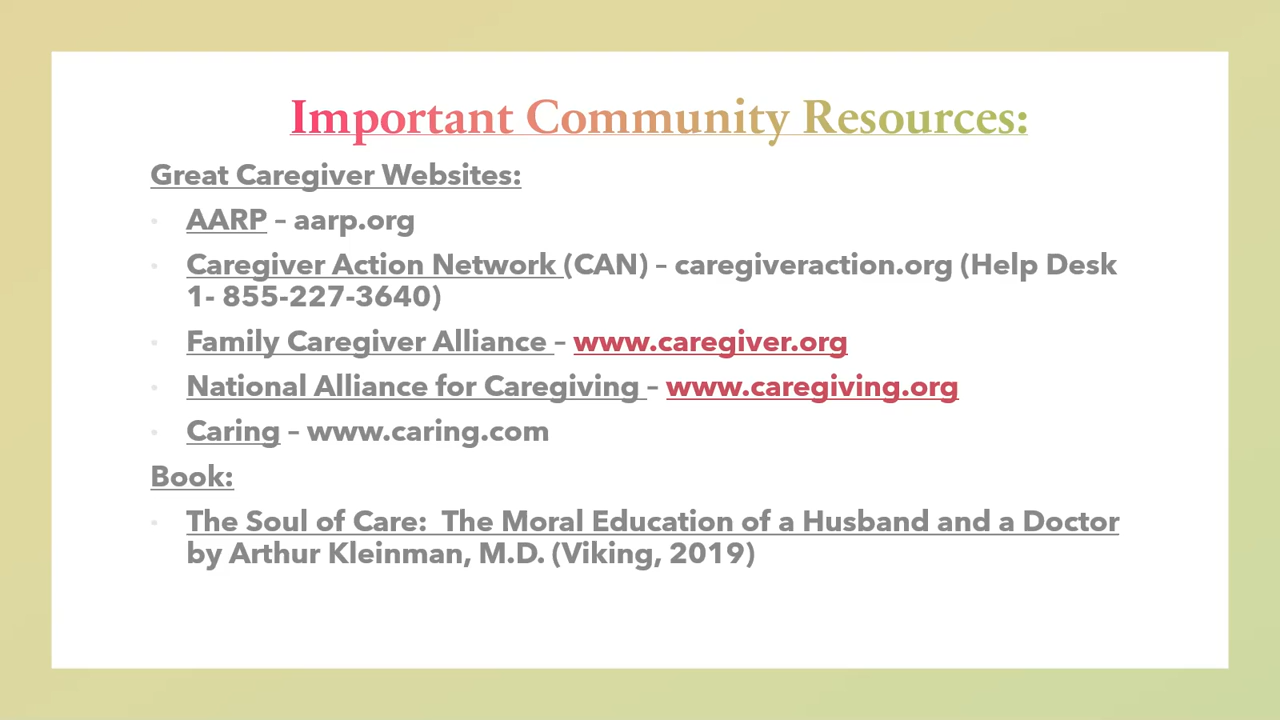 Important Community Resources:
Great Caregiver Websites:
AARP – aarp.org
Caregiver Action Network (CAN) – caregiveraction.org (Help Desk
1- 855-227-3640)
Family Caregiver Alliance – www.caregiver.org
National Alliance for Caregiving – www.caregiving.org
Caring – www.caring.com
Book:
The Soul of Care:  The Moral Education of a Husband and a Doctor
by Arthur Kleinman, M.D. (Viking, 2019)